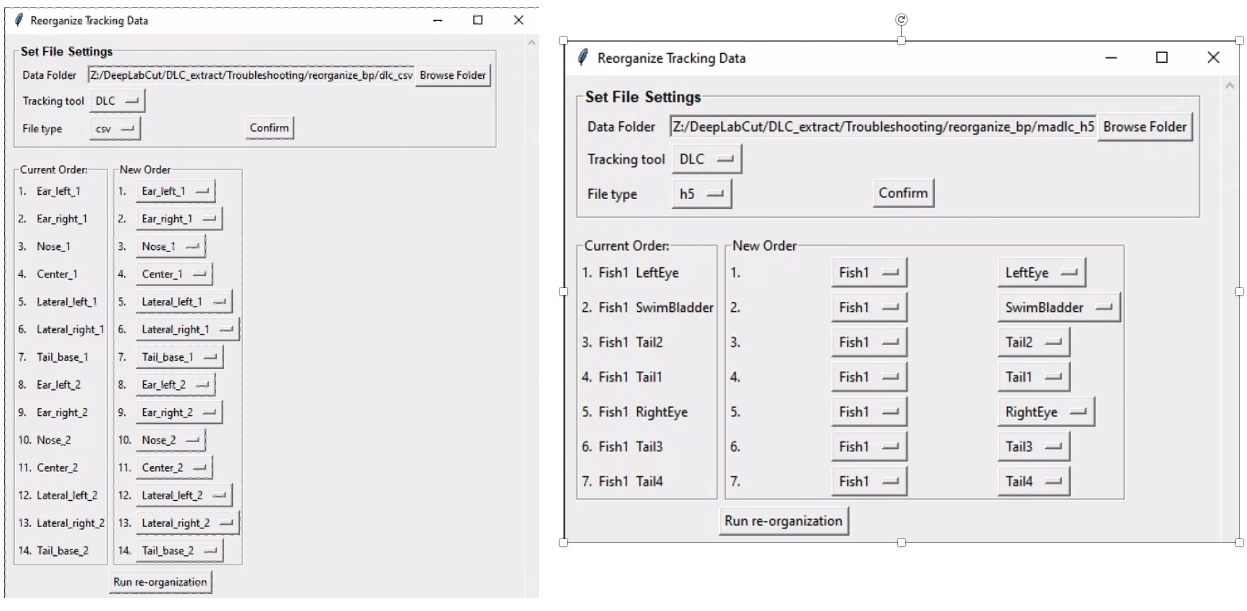 Reorganize Tracking Data
Set File Settings
Data Folder Z:/DeepLabCut/DLC_extract/Troubleshooting/reorganize_bp/dlc_csv Browse Folder
Tracking tool DLC
File type csv Confirm
Current Order: New Order
1. Ear_left_1 1. Ear_left_1
2. Ear_right_1 2. Ear_right_1
3. Nose_1 3. Nose_1
4. Center_1 4. Center_1
5. Lateral_left_1 5. Lateral_left_1
6. Lateral_right_1 6. Lateral_right_1
7. Tail_base_1 7. Tail_base_1
8. Ear_left_2 8. Ear_left_2
9. Ear_right_2 9. Ear_right_2
10. Nose_2 10. Nose_2
11. Center_2 11. Center_2
12. Lateral_left_2 12. Lateral_left_2
13. Lateral_right_2 13. Lateral_right_2
14. Tail_base_2 14. Tail_base_2
Run re-organization
Reorganize Tracking Data
Set File Settings
Data Folder Z:/DeepLabCut/DLC_extract/Troubleshooting/reorganize_bp/madlc_h5 Browse Folder
Tracking tool DLC
File type h5 Confirm
Current Order: New Order
1. Fish1 LeftEye 1. Fish1 LeftEye
2. Fish1 SwimBladder 2. Fish1 SwimBladder
3. Fish1 Tail2 3. Fish1 Tail2
4. Fish1 Tail1 4. Fish1 Tail1
5. Fish1 RightEye 5. Fish1 RightEye
6. Fish1 Tail3 6. Fish1 Tail3
7. Fish1 Tail4 7. Fish1 Tail4
Run re-organization